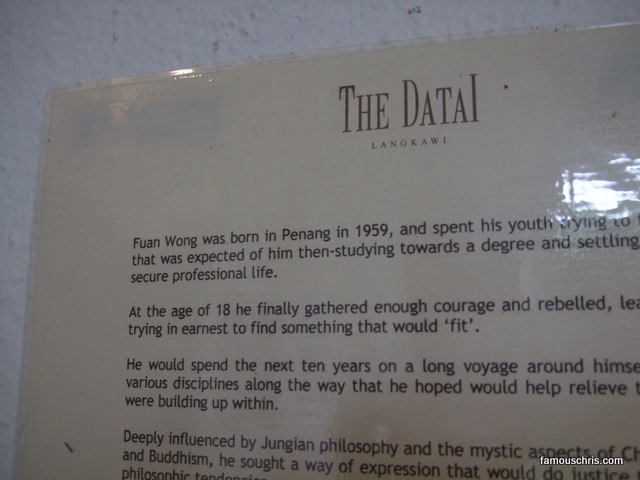 THE DATAI
LANGKAWI
Fuan Wong was born in Penang in 1959, and spent his youth trying to
that was expected of him then-studying towards a degree and settling
secure professional life.
At the age of 18 he finally gathered enough courage and rebelled,
trying in earnest to find something that would ‘fit’.
He would spend the next ten years on a long voyage around
various disciplines along the way that he hoped would help relieve
were building up within.
Deeply influenced by Jungian philosophy and the mystic aspects of
and Buddhism, he sought a way of expression that would do justice
philosophic tendencies
famouschris.com